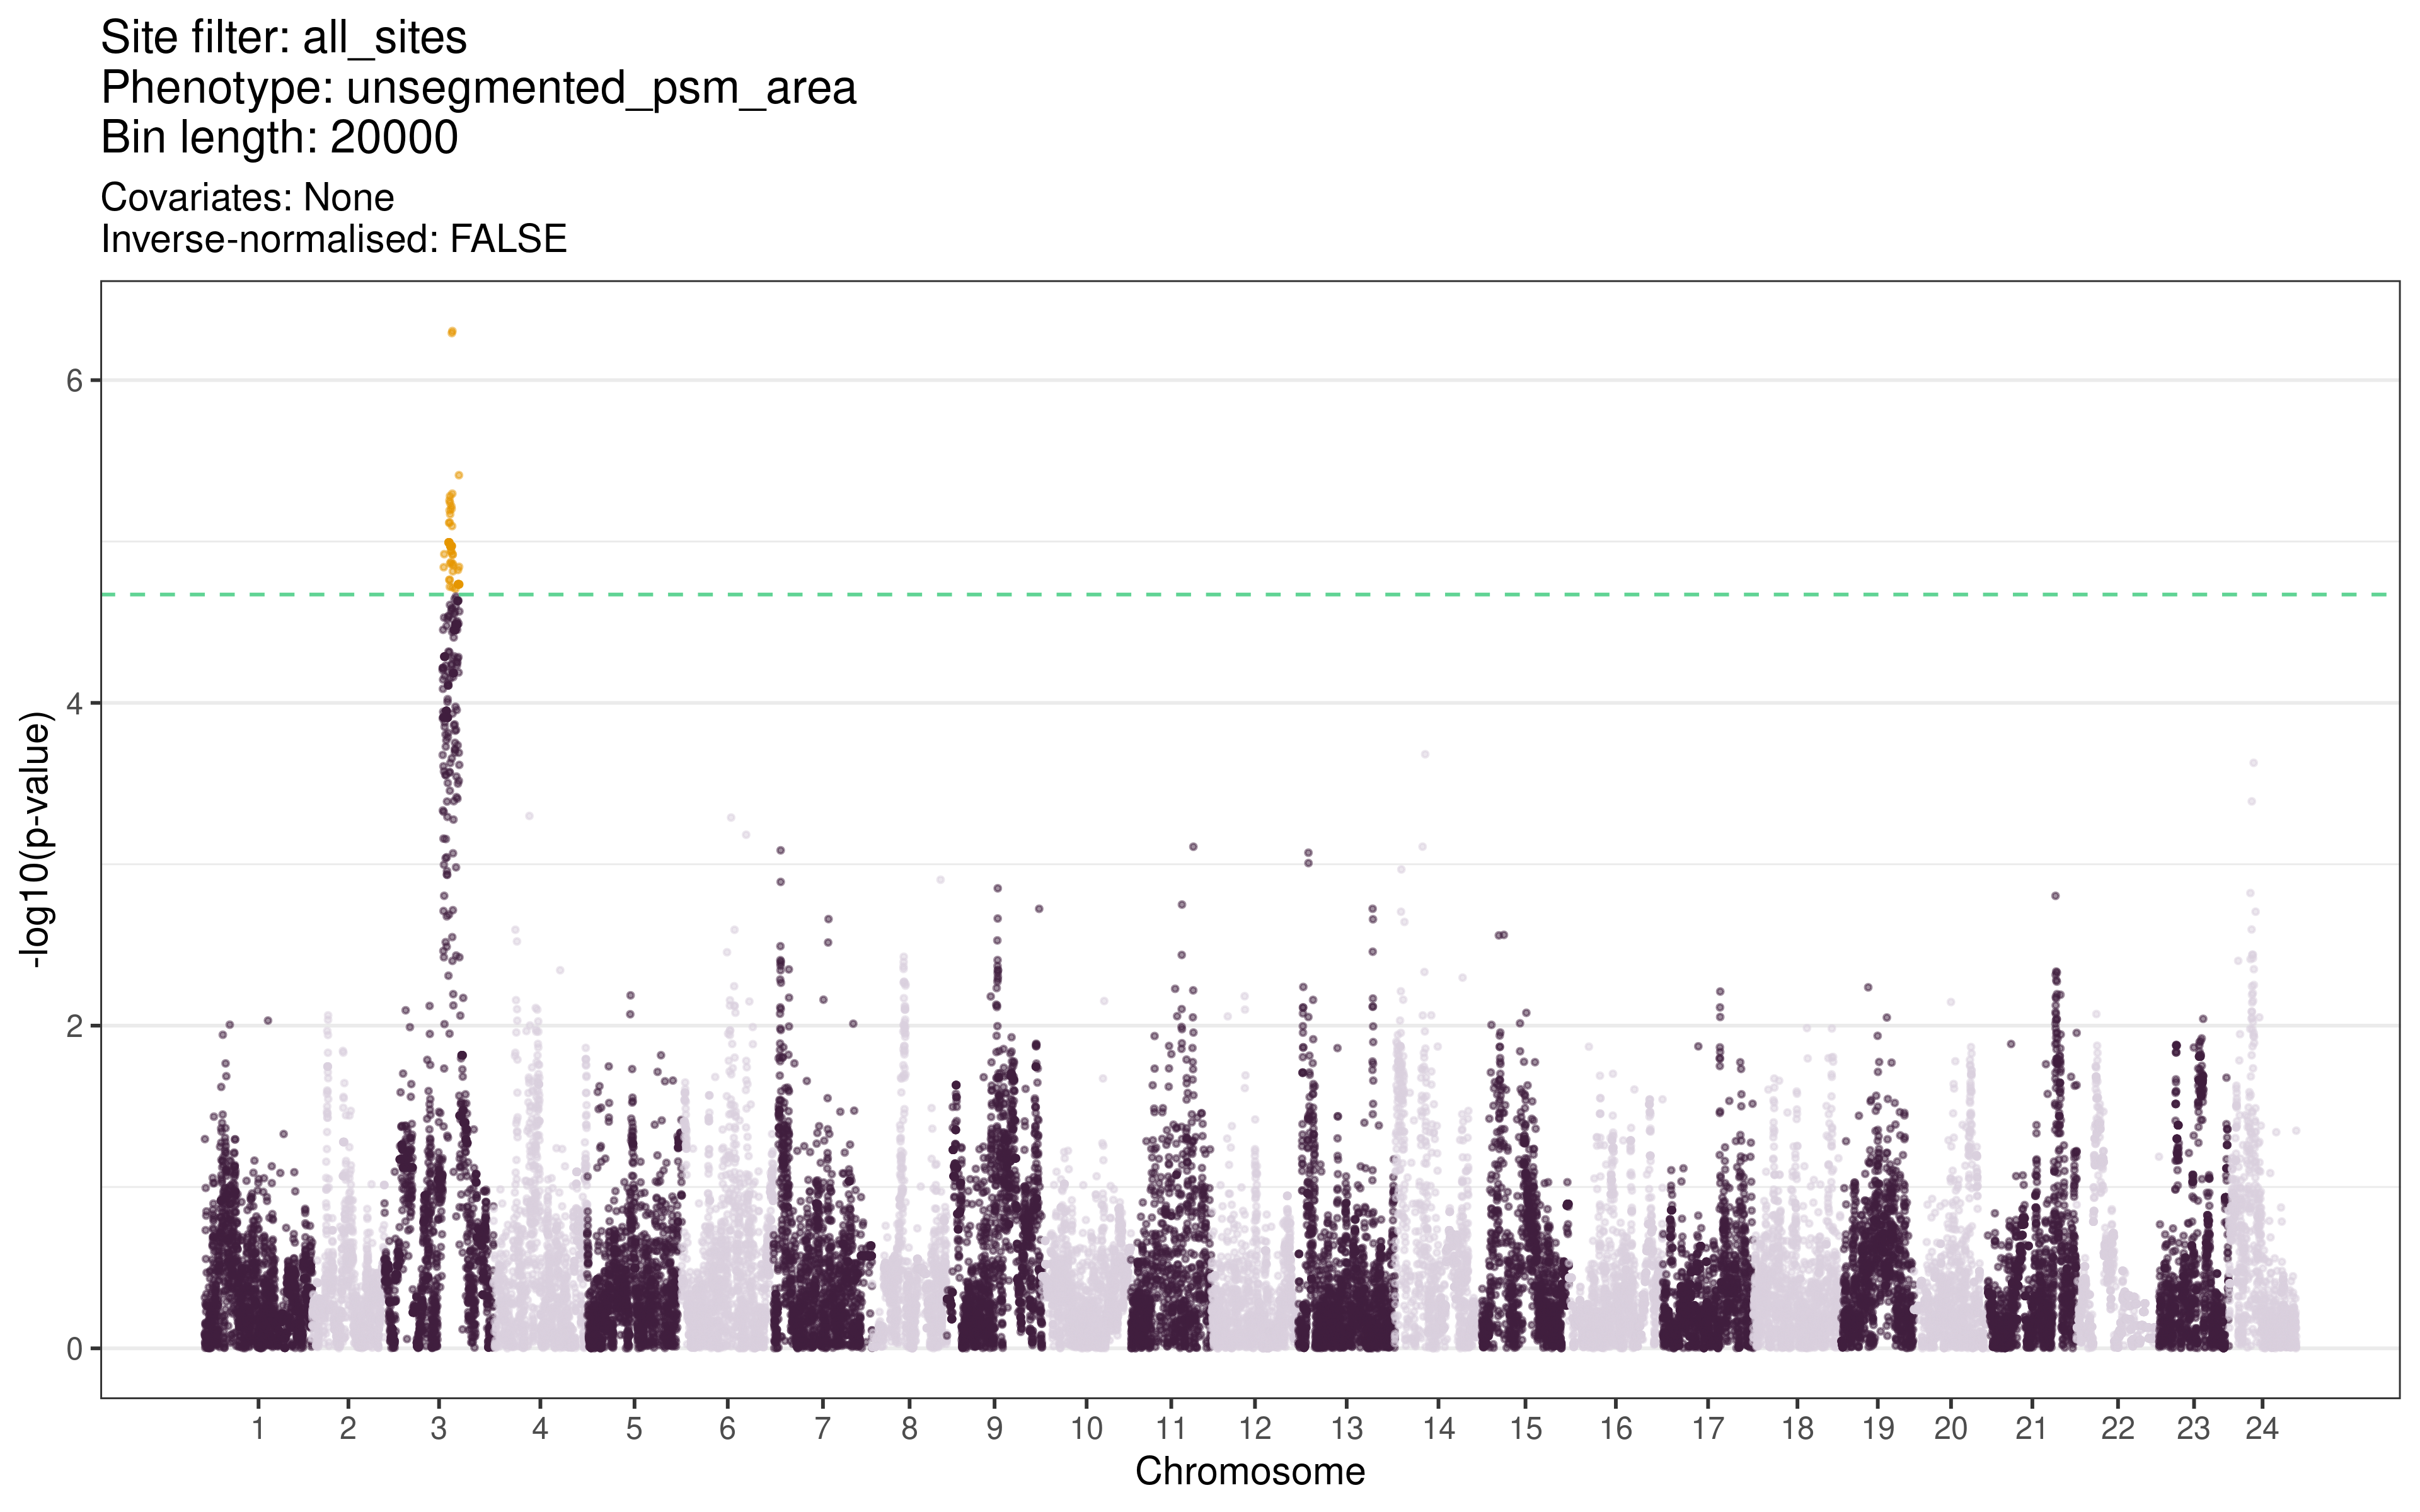 Site filter: all_sites
Phenotype: unsegmented_psm_area
Bin length: 20000
Covariates: None
Inverse-normalised: FALSE
-log10(p-value)
6
4
2
0
1 2 3 4 5 6 7 8 9 10 11 12 13 14 15 16 17 18 19 20 21 22 23 24
Chromosome